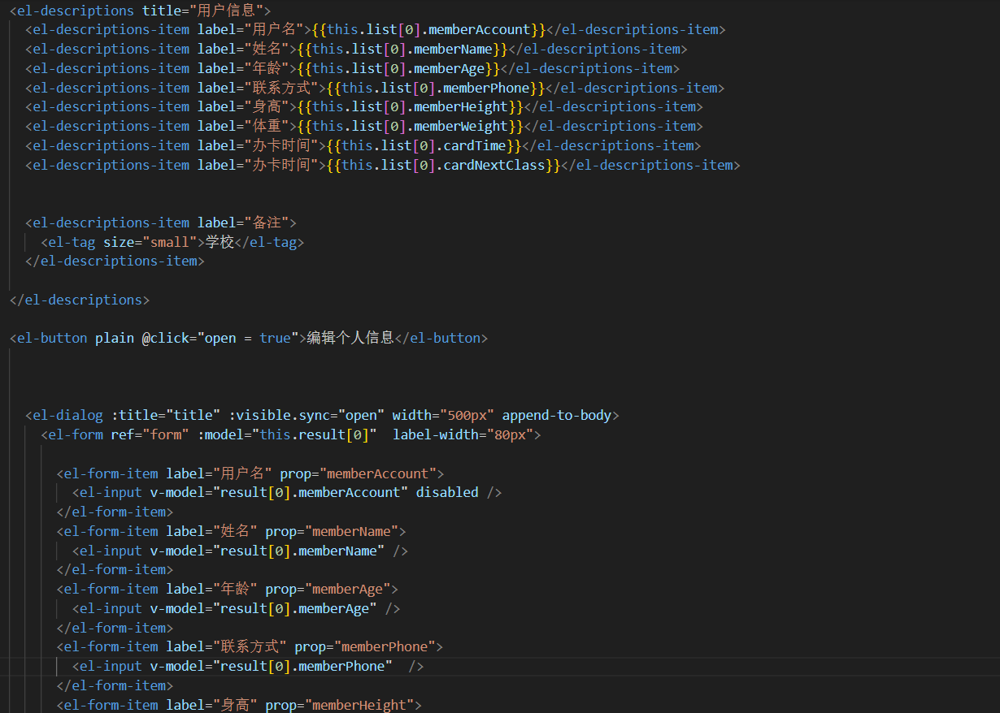 <el-descriptions title="用户信息">
<el-descriptions-item label="用户名">{{this.list[0].memberAccount}}</el-descriptions-item>
<el-descriptions-item label="姓名">{{this.list[0].memberName}}</el-descriptions-item>
<el-descriptions-item label="年龄">{{this.list[0].memberAge}}</el-descriptions-item>
<el-descriptions-item label="联系方式">{{this.list[0].memberPhone}}</el-descriptions-item>
<el-descriptions-item label="身高">{{this.list[0].memberHeight}}</el-descriptions-item>
<el-descriptions-item label="体重">{{this.list[0].memberWeight}}</el-descriptions-item>
<el-descriptions-item label="办卡时间">{{this.list[0].cardTime}}</el-descriptions-item>
<el-descriptions-item label="办卡时间">{{this.list[0].cardNextClass}}</el-descriptions-item>
<el-descriptions-item label="备注">
<el-tag size="small">学校</el-tag>
</el-descriptions-item>
</el-descriptions>
<el-button plain @click="open = true">编辑个人信息</el-button>
<el-dialog :title="title" :visible.sync="open" width="500px" append-to-body>
<el-form ref="form" :model="this.result[0]"  label-width="80px">
<el-form-item label="用户名" prop="memberAccount">
<el-input v-model="result[0].memberAccount" disabled />
</el-form-item>
<el-form-item label="姓名" prop="memberName">
<el-input v-model="result[0].memberName" />
</el-form-item>
<el-form-item label="年龄" prop="memberAge">
<el-input v-model="result[0].memberAge" />
</el-form-item>
<el-form-item label="联系方式" prop="memberPhone">
<el-input v-model="result[0].memberPhone"  />
</el-form-item>
<el-form-item label="身高" prop="memberHeight">